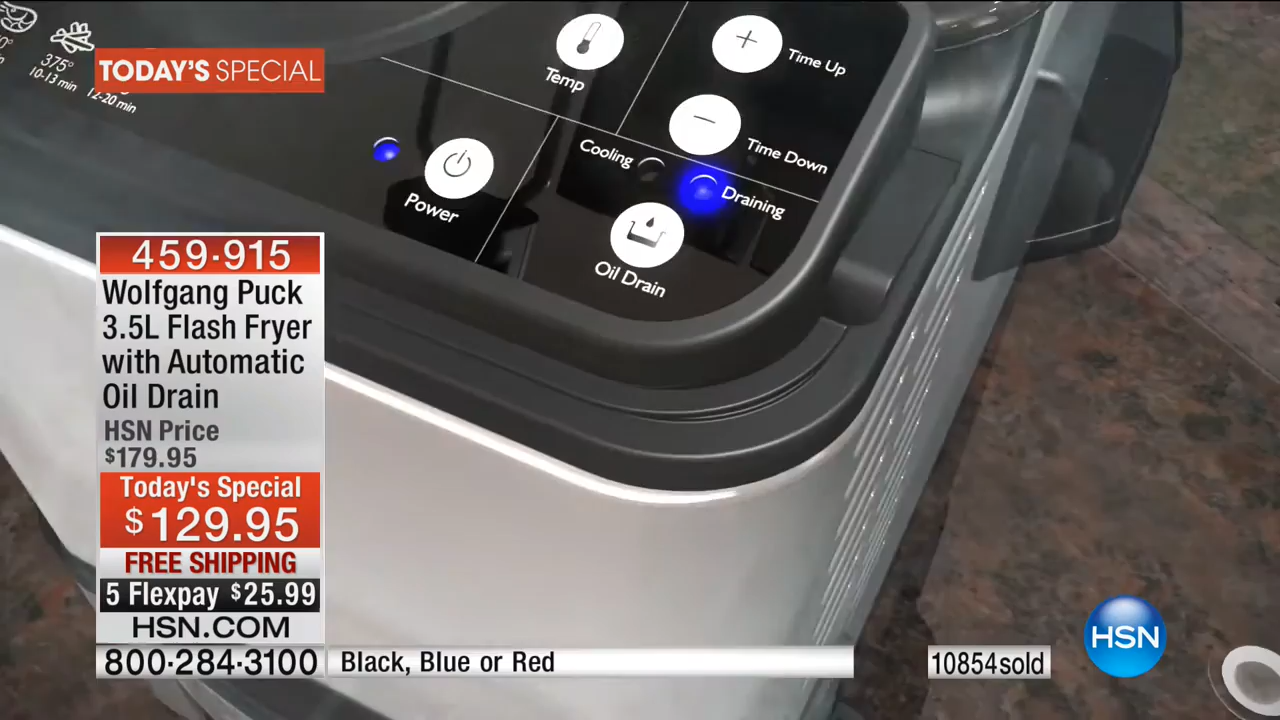 375°
10-13 min
12-20 min
TODAY'S SPECIAL
Temp
Time Up
Time Down
Cooling
Draining
Power
Oil Drain
459·915
Wolfgang Puck
3.5L Flash Fryer
with Automatic
Oil Drain
HSN Price
$179.95
Today's Special
$129.95
FREE SHIPPING
5 Flexpay $25.99
HSN.COM
800·284·3100
Black, Blue or Red
10854sold
HSN